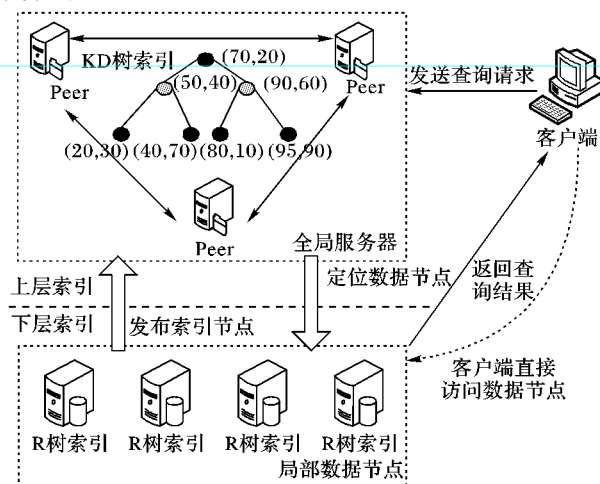 (70,20)
KD树索引
Peer
(50,40)
(90,60)
Peer
发送查询请求
客户端
(20,30) (40,70) (80,10) (95,90)
Peer
全局服务器
上层索引
定位数据节点
返回查
询结果
下层索引
发布索引节点
客户端直接
访问数据节点
R树索引 R树索引 R树索引 R树索引
局部数据节点